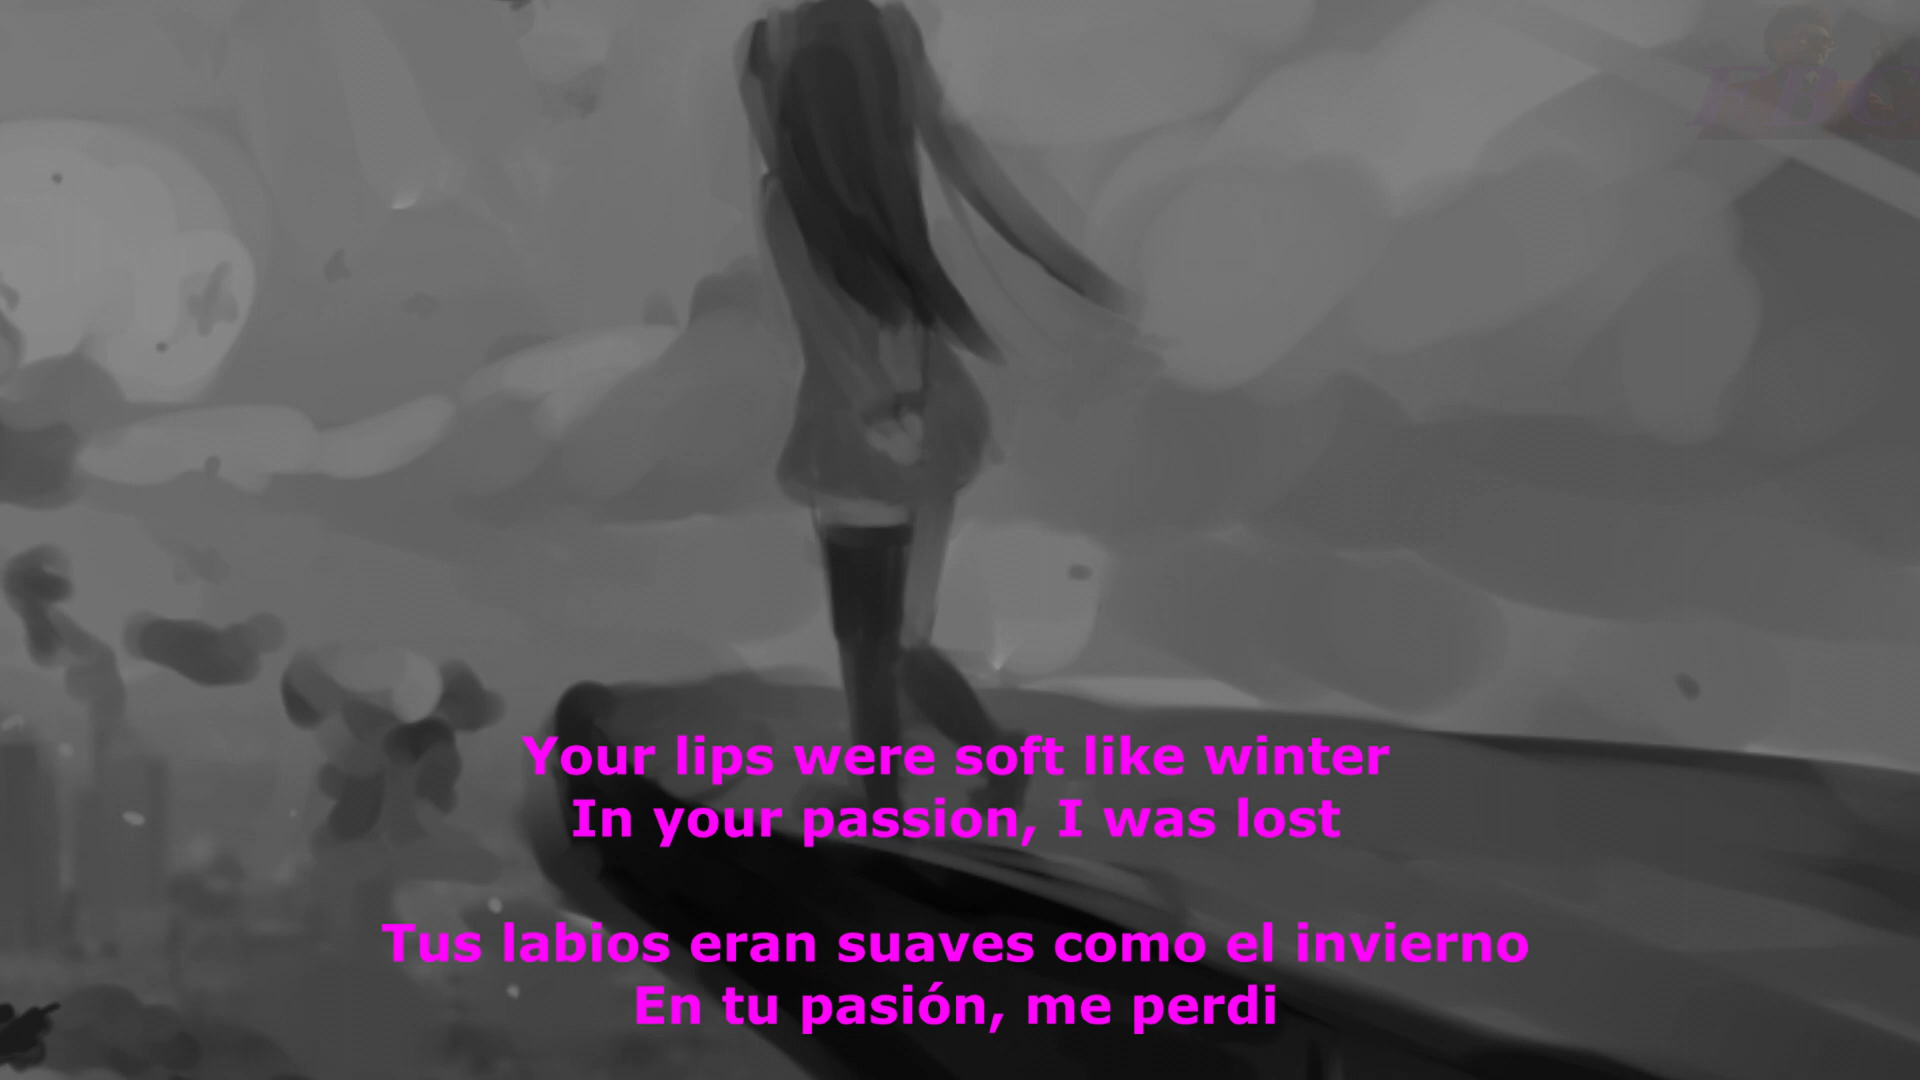 Your lips were soft like winter
In your passion, I was lost
Tus labios eran suaves como el invierno
En tu pasión, me perdi